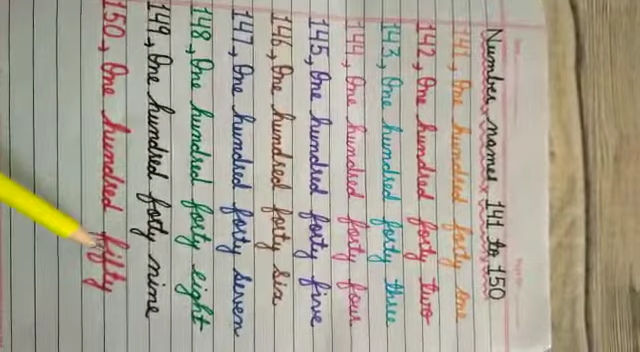 Number names 141 to 150
141, One hundred forty one
142, One hundred forty two
143, One hundred forty three
144, One hundred forty four
145, One hundred forty five
146, One hundred forty six
147, One hundred forty seven
148, One hundred forty eight
149, One hundred forty nine
150, One hundred fifty